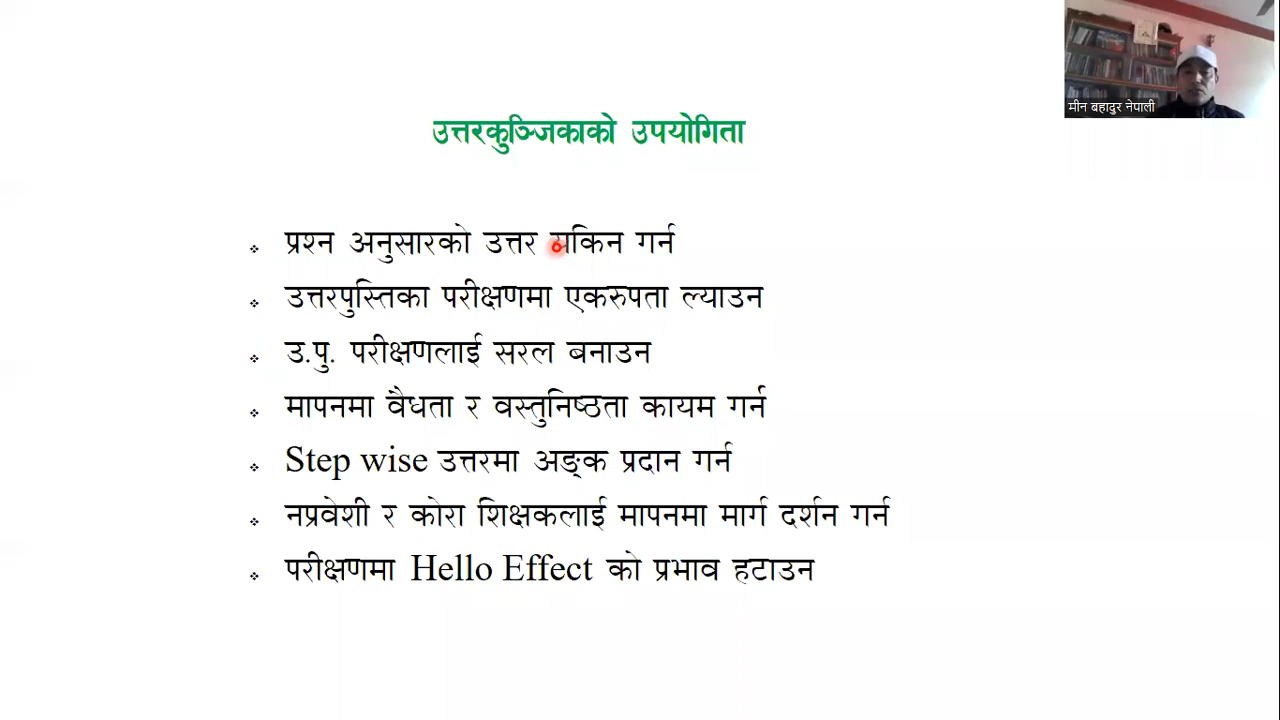 मीन बहादुर नेपाली
उत्तरकुञ्जिकाको उपयोगिता
प्रश्न अनुसारको उत्तर यकिन गर्न
उत्तरपुस्तिका परीक्षणमा एकरुपता ल्याउन
उ.पु. परीक्षणलाई सरल बनाउन
मापनमा वैधता र वस्तुनिष्ठता कायम गर्न
Step wise उत्तरमा अङ्क प्रदान गर्न
नप्रवेशी र कोरा शिक्षकलाई मापनमा मार्ग दर्शन गर्न
परीक्षणमा Hello Effect को प्रभाव हटाउन